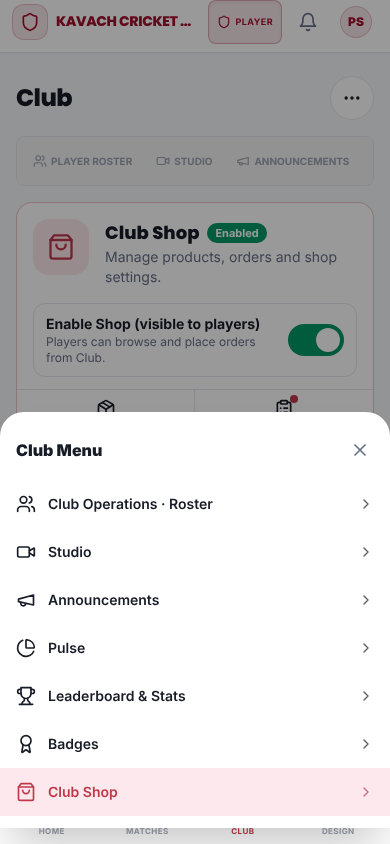 KAVACH CRICKET ...
PLAYER
PS
Club
PLAYER ROSTER
STUDIO
ANNOUNCEMENTS
Club Shop
Enabled
Manage products, orders and shop
settings.
Enable Shop (visible to players)
Players can browse and place orders
from Club.
Club Menu
Club Operations · Roster
Studio
Announcements
Pulse
Leaderboard & Stats
Badges
Club Shop
HOME
MATCHES
CLUB
DESIGN